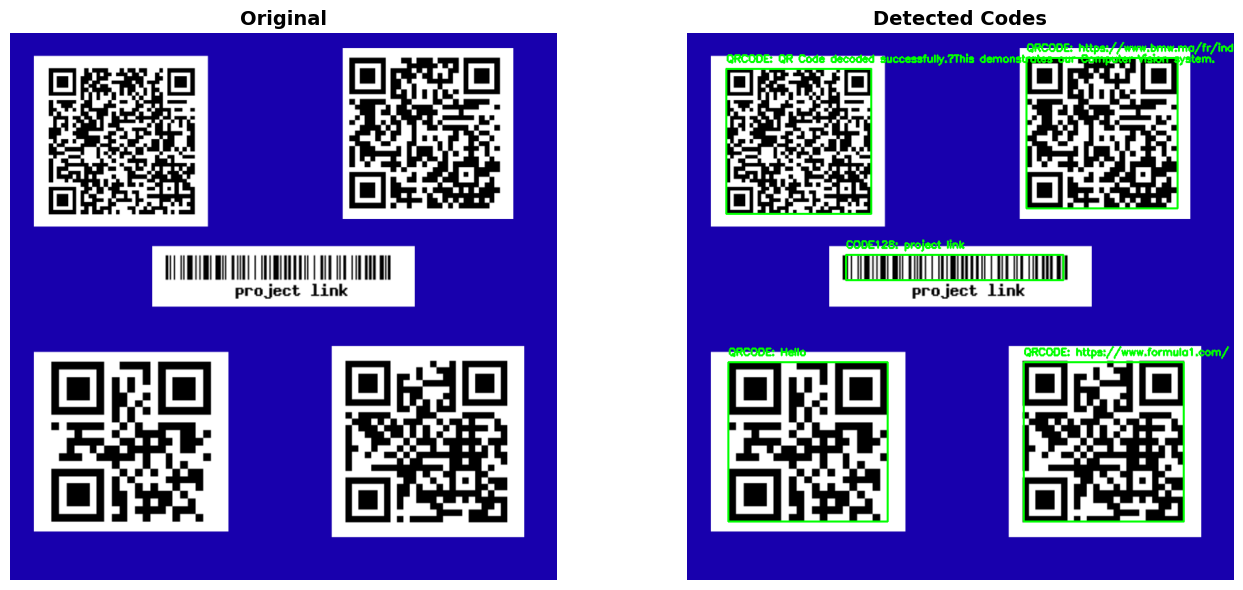 Original
project link
Detected Codes
QRCODE: https://www.bmw.ma/fr/ind
QRCODE: QR Code decoded successfully.?This demonstrates our Computer Vision system.
CODE128: project link
project link
QRCODE: Hello
QRCODE: https://www.formula1.com/